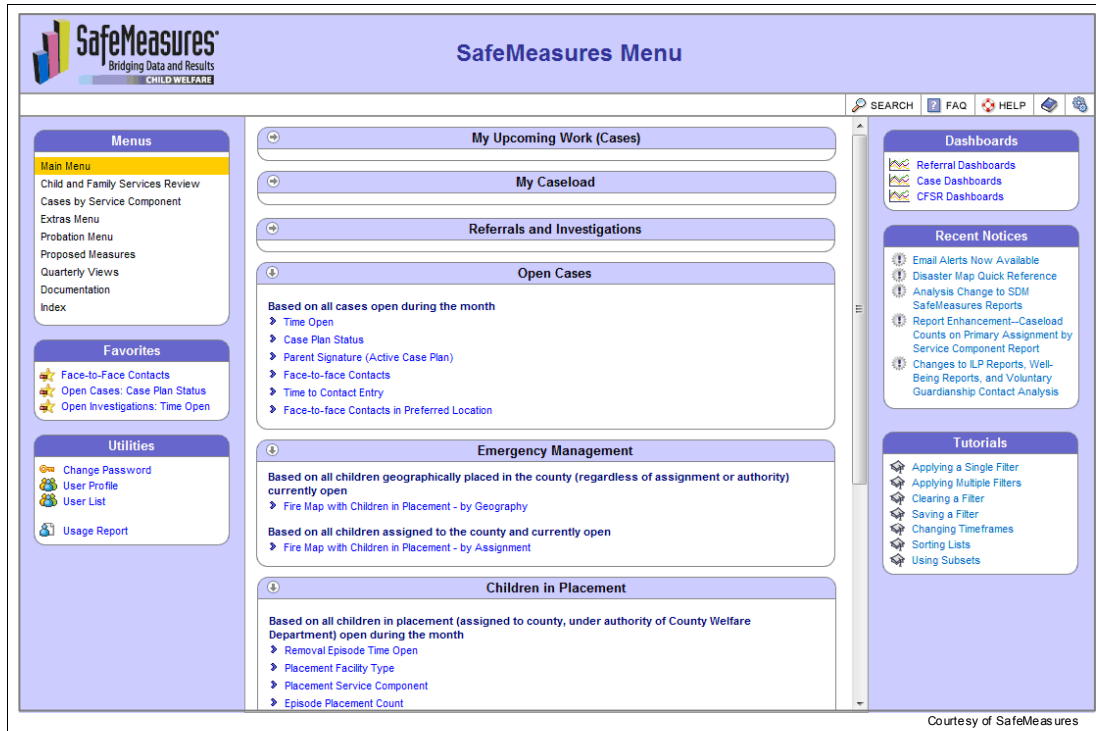 SafeMeasures®
Bridging Data and Results
CHILD WELFARE
SafeMeasures Menu
SEARCH
FAQ
HELP
Menus
Main Menu
Child and Family Services Review
Cases by Service Component
Extras Menu
Probation Menu
Proposed Measures
Quarterly Views
Documentation
Index
Favorites
Face-to-Face Contacts
Open Cases: Case Plan Status
Open Investigations: Time Open
Utilities
Change Password
User Profile
User List
Usage Report
My Upcoming Work (Cases)
My Caseload
Referrals and Investigations
Open Cases
Based on all cases open during the month
Time Open
Case Plan Status
Parent Signature (Active Case Plan)
Face-to-face Contacts
Time to Contact Entry
Face-to-face Contacts in Preferred Location
Emergency Management
Based on all children geographically placed in the county (regardless of assignment or authority)
currently open
Fire Map with Children in Placement - by Geography
Based on all children assigned to the county and currently open
Fire Map with Children in Placement - by Assignment
Children in Placement
Based on all children in placement (assigned to county, under authority of County Welfare
Department) open during the month
Removal Episode Time Open
Placement Facility Type
Placement Service Component
Episode Placement Count
Dashboards
Referral Dashboards
Case Dashboards
CFSR Dashboards
Recent Notices
Email Alerts Now Available
Disaster Map Quick Reference
Analysis Change to SDM
SafeMeasures Reports
Report Enhancement--Caseload
Counts on Primary Assignment by
Service Component Report
Changes to ILP Reports, Well-
Being Reports, and Voluntary
Guardianship Contact Analysis
Tutorials
Applying a Single Filter
Applying Multiple Filters
Clearing a Filter
Saving a Filter
Changing Timeframes
Sorting Lists
Using Subsets
Courtesy of SafeMeasures